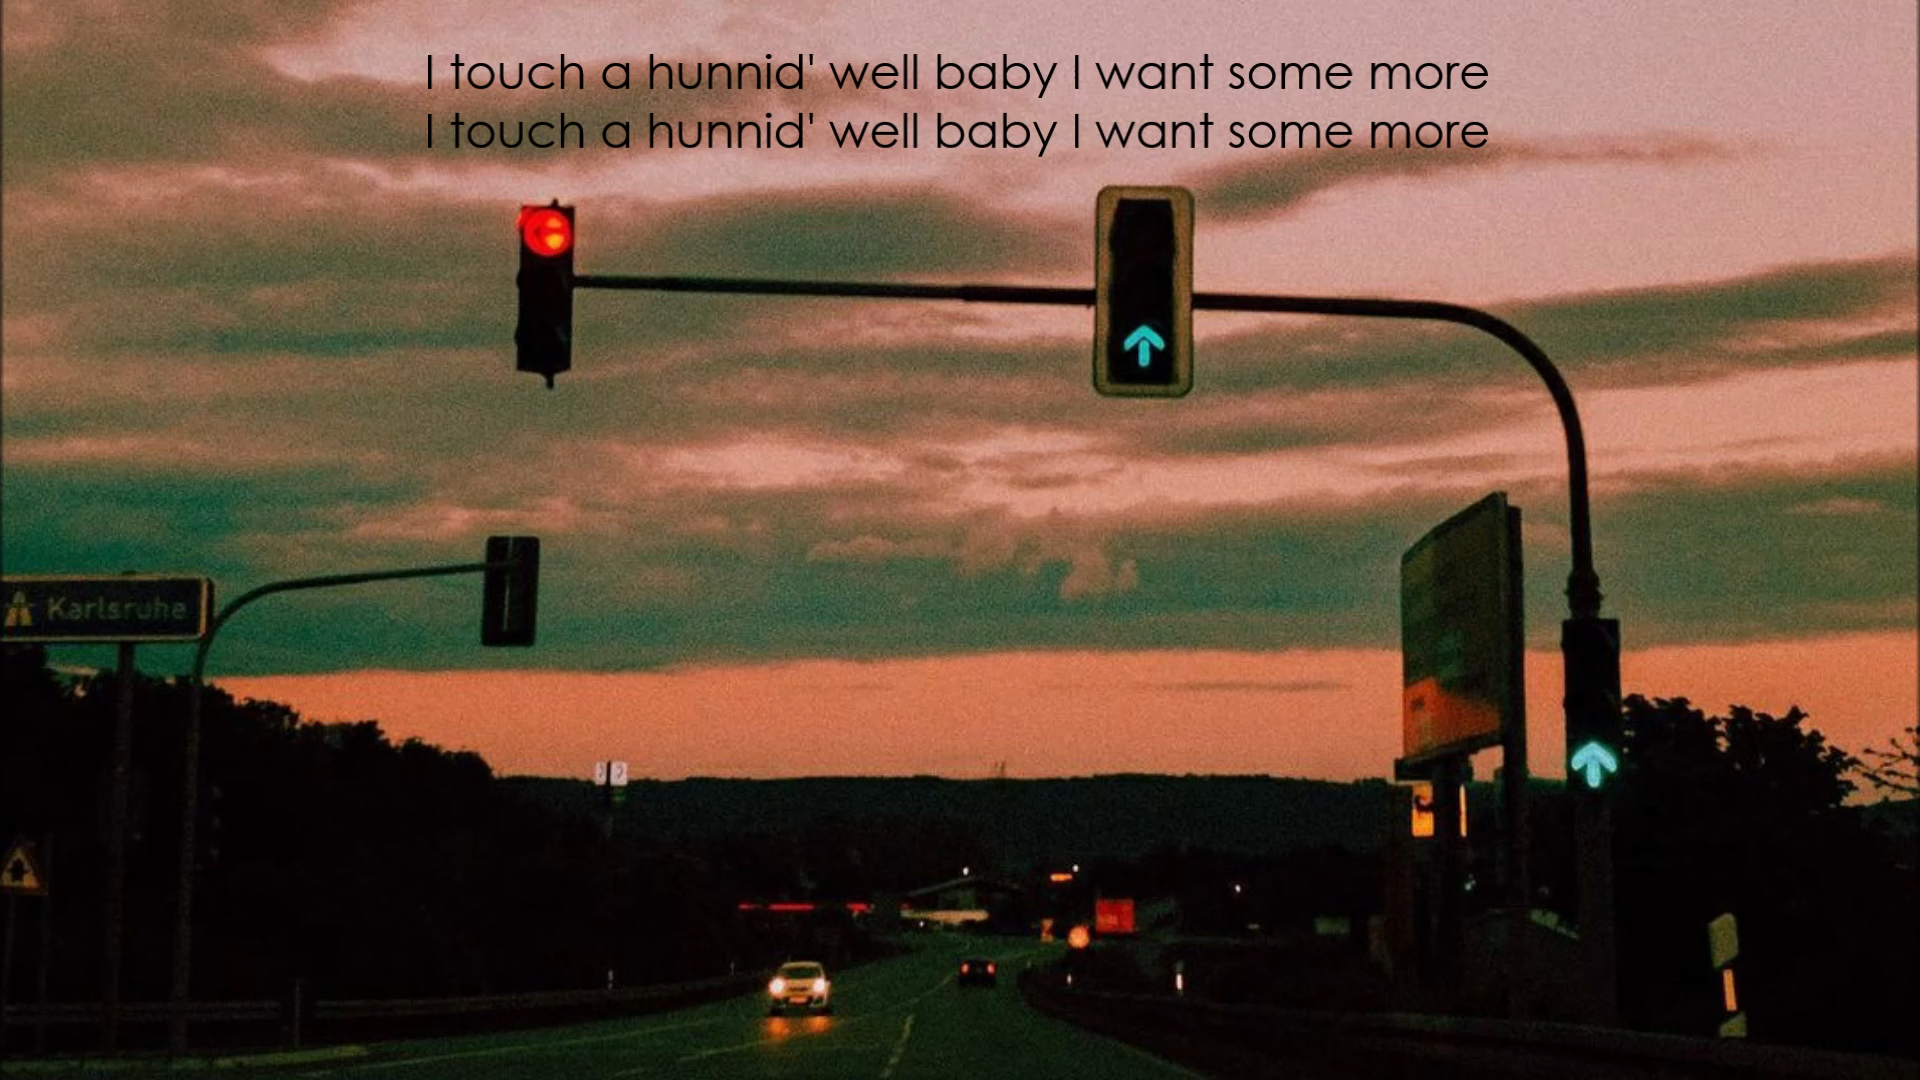 I touch a hunnid' well baby I want some more
I touch a hunnid' well baby I want some more
Karlsruhe